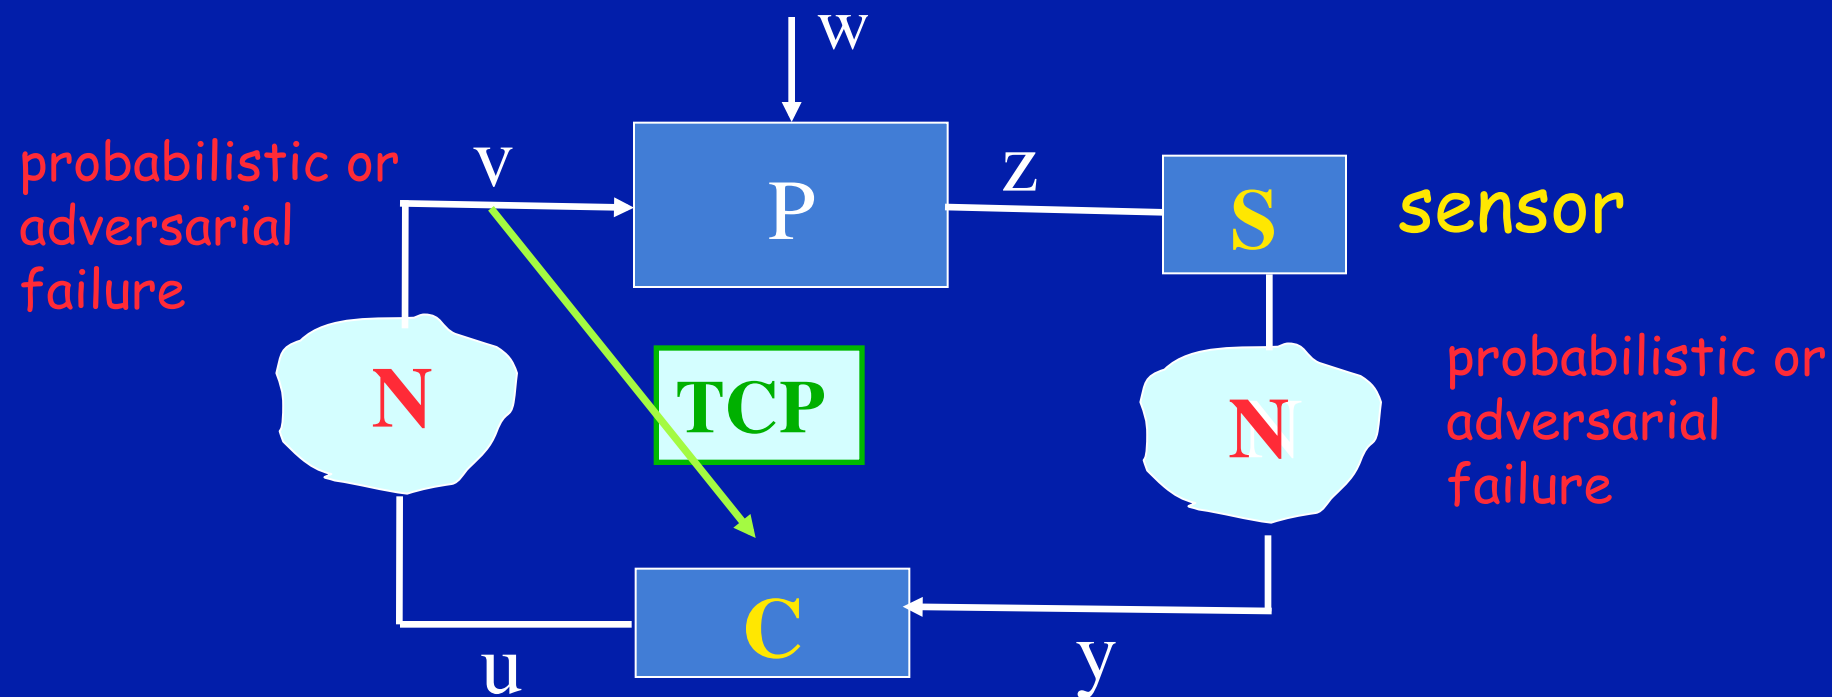 w
probabilistic or
adversarial
failure
v
P
z
S
sensor
N
TCP
N
N
probabilistic or
adversarial
failure
C
u
y